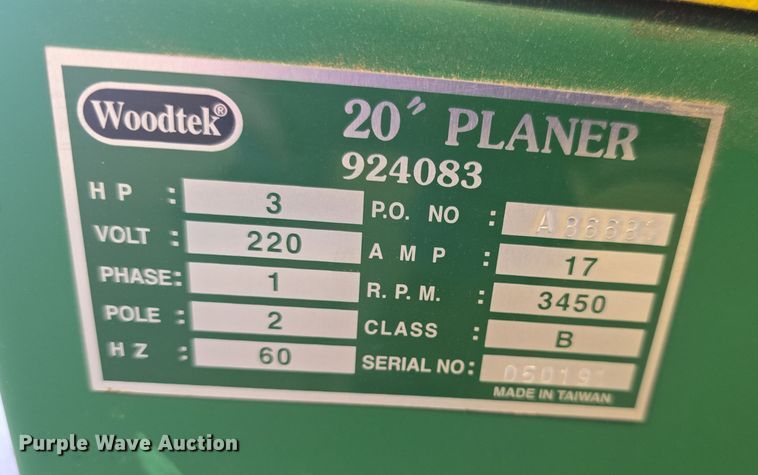 Woodtek®
20" PLANER
924083
HP : 3
VOLT : 220
PHASE: 1
POLE : 2
HZ : 60
P.O. NO :
AMP : 17
R.P.M. : 3450
CLASS : B
SERIAL NO:
MADE IN TAIWAN
Purple Wave Auction